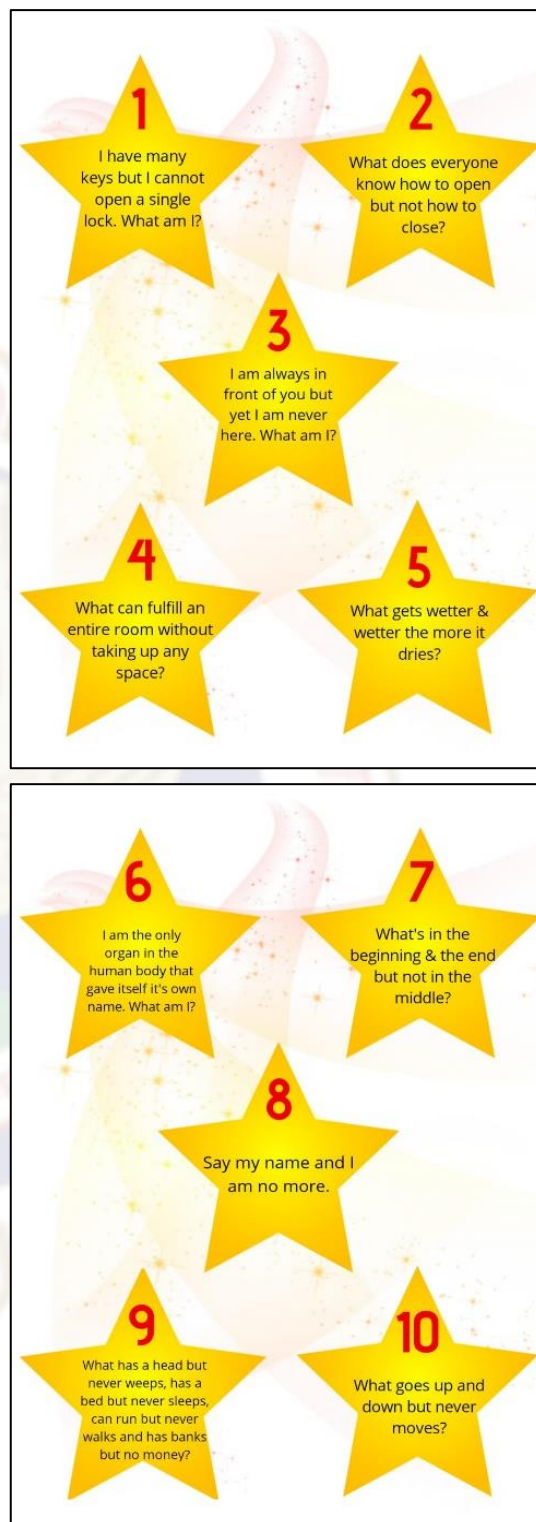 1
I have many
keys but I cannot
open a single
lock. What am I?
2
What does everyone
know how to open
but not how to
close?
3
I am always in
front of you but
yet I am never
here. What am I?
4
What can fulfill an
entire room without
taking up any
space?
5
What gets wetter &
wetter the more it
dries?
6
I am the only
organ in the
human body that
gave itself it's own
name. What am I?
7
What's in the
beginning & the end
but not in the
middle?
8
Say my name and I
am no more.
9
What has a head but
never weeps, has a
bed but never sleeps,
can run but never
walks and has banks
but no money?
10
What goes up and
down but never
moves?